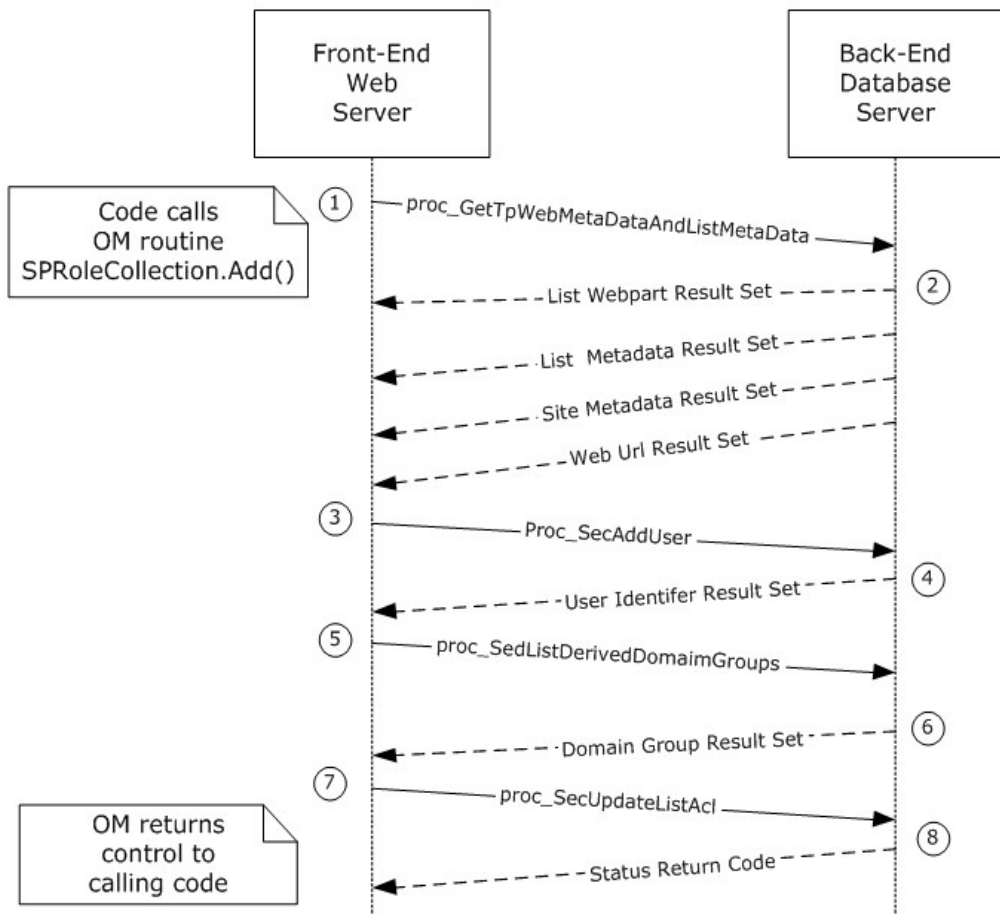 Front-End
Web
Server
Back-End
Database
Server
Code calls
OM routine
SPRoleCollection.Add()
1
proc_GetTpWebMetaDataAndListMetaData
List Webpart Result Set
2
List Metadata Result Set
Site Metadata Result Set
Web Url Result Set
3
Proc_SecAddUser
User Identifer Result Set
4
5
proc_SedListDerivedDomaimGroups
Domain Group Result Set
6
7
proc_SecUpdateListAcl
OM returns
control to
calling code
Status Return Code
8